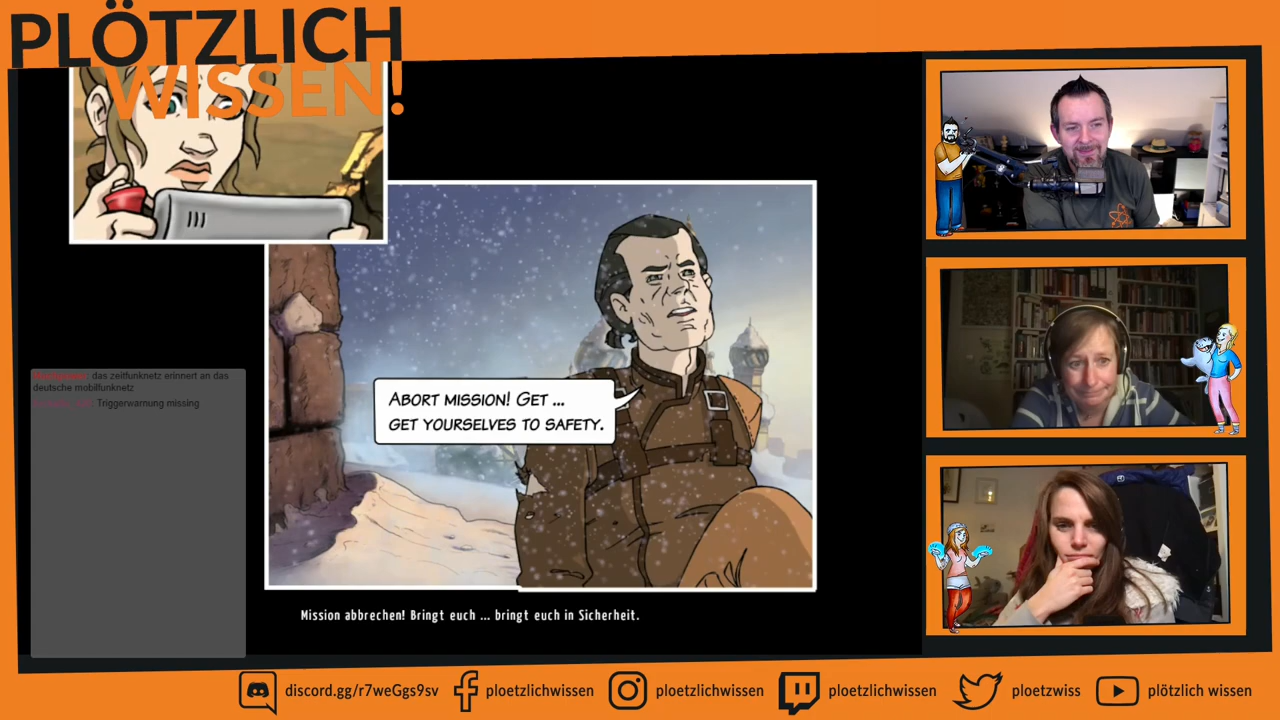 PLÖTZLICH
WISSEN!
ABORT MISSION! GET ...
GET YOURSELVES TO SAFETY.
das zeitfunknetz erinnert an das
deutsche mobilfunknetz
Triggerwarnung missing
Mission abbrechen! Bringt euch ... bringt euch in Sicherheit.
discord.gg/r7weGgs9sv
ploetzlichwissen
ploetzlichwissen
ploetzlichwissen
ploetzwiss
plötzlich wissen